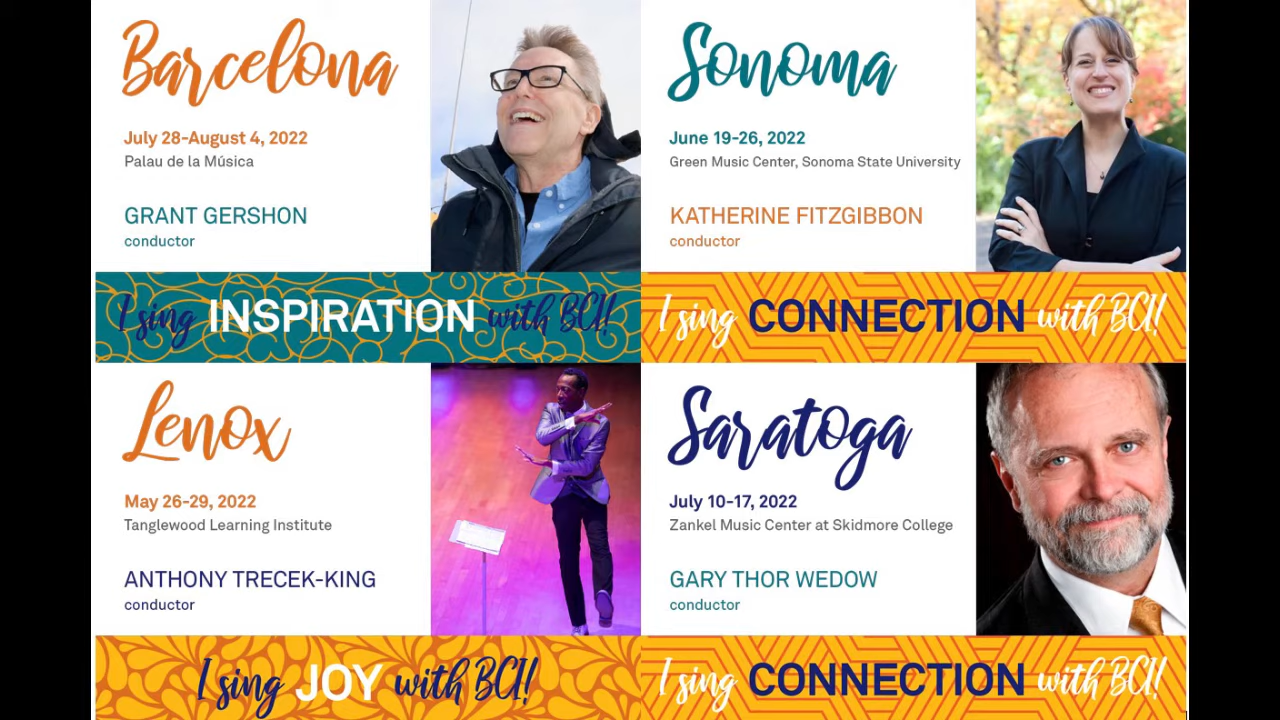 Barcelona
July 28-August 4, 2022
Palau de la Música
GRANT GERSHON
conductor
I sing INSPIRATION with BCI!
Sonoma
June 19-26, 2022
Green Music Center, Sonoma State University
KATHERINE FITZGIBBON
conductor
I sing CONNECTION with BCI!
Lenox
May 26-29, 2022
Tanglewood Learning Institute
ANTHONY TRECEK-KING
conductor
I sing JOY with BCI!
Saratoga
July 10-17, 2022
Zankel Music Center at Skidmore College
GARY THOR WEDOW
conductor
I sing CONNECTION with BCI!